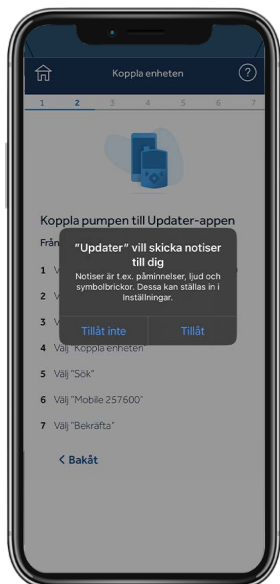 Koppla enheten
?
1 2 3 4 5 6 7
Koppla pumpen till Updater-appen
Från
"Updater" vill skicka notiser
till dig
Notiser är t.ex. påminnelser, ljud och
symbolbrickor. Dessa kan ställas in i
Inställningar.
Tillåt inte Tillåt
1 V
2 V
3 V
4 Välj "Koppla enheten"
5 Välj "Sök"
6 Välj "Mobile 257600"
7 Välj "Bekräfta"
< Bakåt